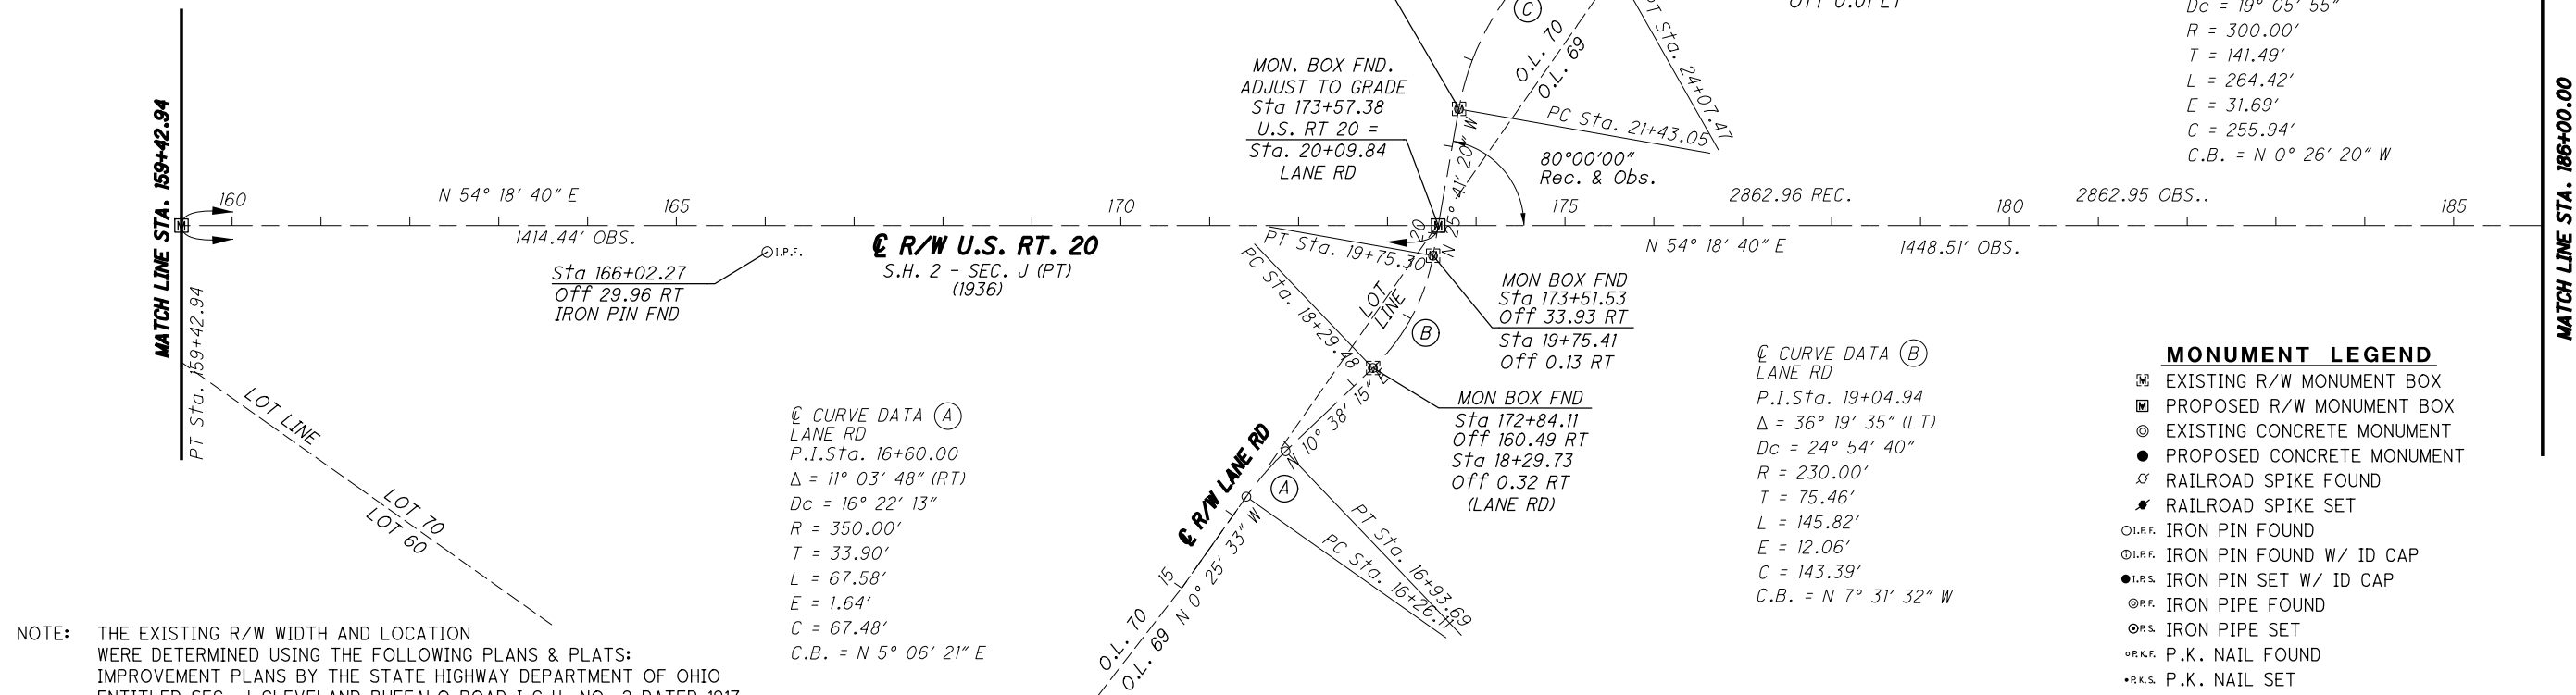 MATCH LINE STA. 159+42.94
PT Sta. 159+42.94
160
N 54° 18' 40" E
165
170
175
180
185
1414.44' OBS.
I.P.F.
Sta 166+02.27
Off 29.96 RT
IRON PIN FND
℄ R/W U.S. RT. 20
S.H. 2 - SEC. J (PT)
(1936)
MON. BOX FND.
ADJUST TO GRADE
Sta 173+57.38
U.S. RT 20 =
Sta. 20+09.84
LANE RD
C
O.L. 70
O.L. 69
PT Sta. 24+07.47
PC Sta. 21+43.05
80°00'00"
Rec. & Obs.
N 25° 41' 20" W
20
2862.96 REC.
2862.95 OBS..
N 54° 18' 40" E
1448.51' OBS.
PT Sta. 19+75.30
PC Sta. 18+29.48
LOT
LINE
B
MON BOX FND
Sta 173+51.53
Off 33.93 RT
Sta 19+75.41
Off 0.13 RT
MON BOX FND
Sta 172+84.11
Off 160.49 RT
Sta 18+29.73
Off 0.32 RT
(LANE RD)
N 10° 38' 15" E
℄ R/W LANE RD
A
PT Sta. 16+93.69
PC Sta. 16+26.11
15
N 0° 25' 33" W
O.L. 70
O.L. 69
LOT LINE
LOT 70
LOT 60
℄ CURVE DATA A
LANE RD
P.I.Sta. 16+60.00
Δ = 11° 03' 48" (RT)
Dc = 16° 22' 13"
R = 350.00'
T = 33.90'
L = 67.58'
E = 1.64'
C = 67.48'
C.B. = N 5° 06' 21" E
℄ CURVE DATA B
LANE RD
P.I.Sta. 19+04.94
Δ = 36° 19' 35" (LT)
Dc = 24° 54' 40"
R = 230.00'
T = 75.46'
L = 145.82'
E = 12.06'
C = 143.39'
C.B. = N 7° 31' 32" W
Off 0.01 LT
Dc = 19° 05' 55"
R = 300.00'
T = 141.49'
L = 264.42'
E = 31.69'
C = 255.94'
C.B. = N 0° 26' 20" W
MATCH LINE STA. 186+00.00
MONUMENT LEGEND
EXISTING R/W MONUMENT BOX
PROPOSED R/W MONUMENT BOX
EXISTING CONCRETE MONUMENT
PROPOSED CONCRETE MONUMENT
RAILROAD SPIKE FOUND
RAILROAD SPIKE SET
I.P.F. IRON PIN FOUND
I.P.F. IRON PIN FOUND W/ ID CAP
I.P.S. IRON PIN SET W/ ID CAP
P.F. IRON PIPE FOUND
P.S. IRON PIPE SET
P.K.F. P.K. NAIL FOUND
P.K.S. P.K. NAIL SET
NOTE: THE EXISTING R/W WIDTH AND LOCATION
WERE DETERMINED USING THE FOLLOWING PLANS & PLATS:
IMPROVEMENT PLANS BY THE STATE HIGHWAY DEPARTMENT OF OHIO
ENTITLED SEC. J CLEVELAND BUFFALO ROAD I.C.H. NO. 2 DATED 1917